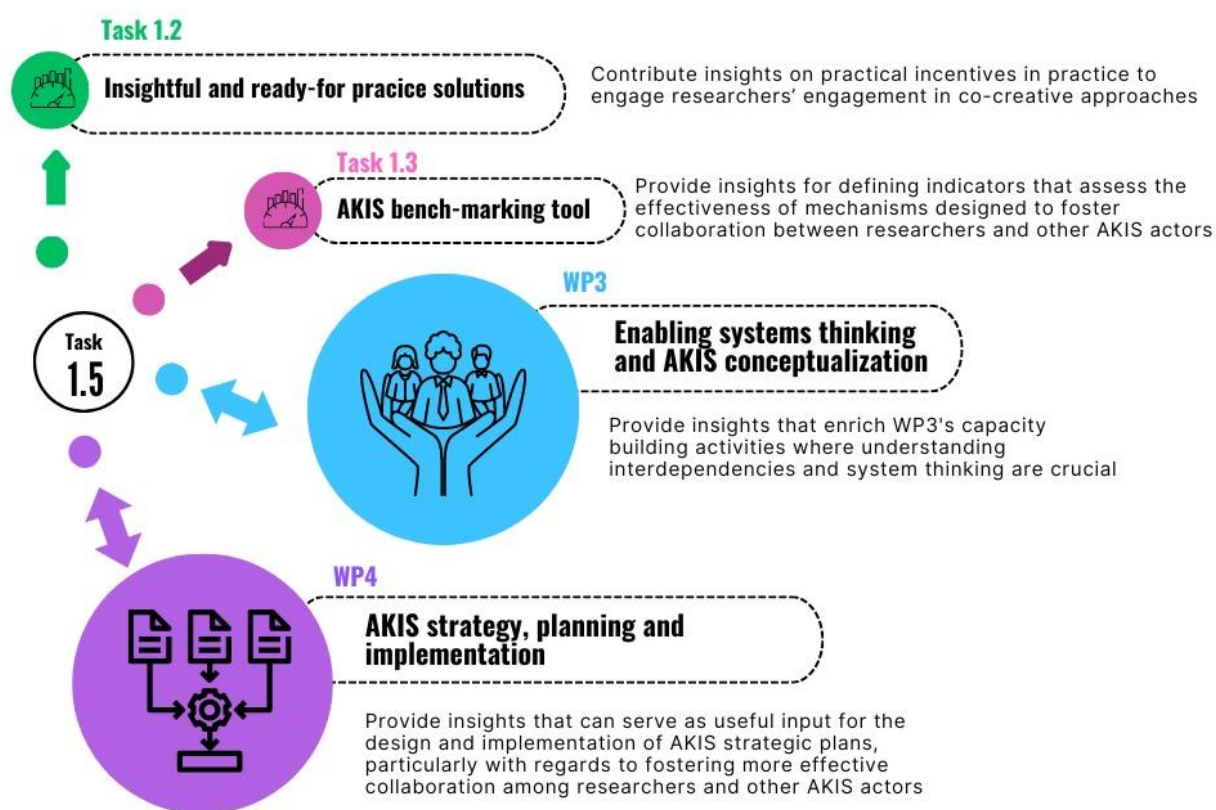 Task 1.2
Insightful and ready-for pracice solutions
Contribute insights on practical incentives in practice to
engage researchers’ engagement in co-creative approaches
Task 1.3
AKIS bench-marking tool
Provide insights for defining indicators that assess the
effectiveness of mechanisms designed to foster
collaboration between researchers and other AKIS actors
Task
1.5
WP3
Enabling systems thinking
and AKIS conceptualization
Provide insights that enrich WP3's capacity
building activities where understanding
interdependencies and system thinking are crucial
WP4
AKIS strategy, planning and
implementation
Provide insights that can serve as useful input for the
design and implementation of AKIS strategic plans,
particularly with regards to fostering more effective
collaboration among researchers and other AKIS actors